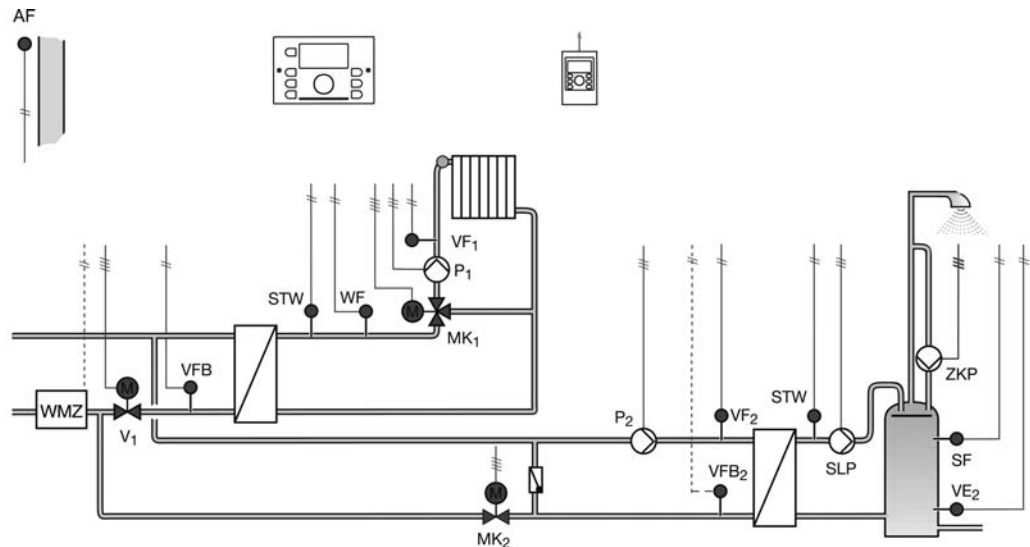 AF
VF₁
P₁
STW
WF
M
MK₁
VFB
WMZ
M
V₁
ZKP
P₂
VF₂
STW
SLP
SF
VFB₂
VE₂
M
MK₂